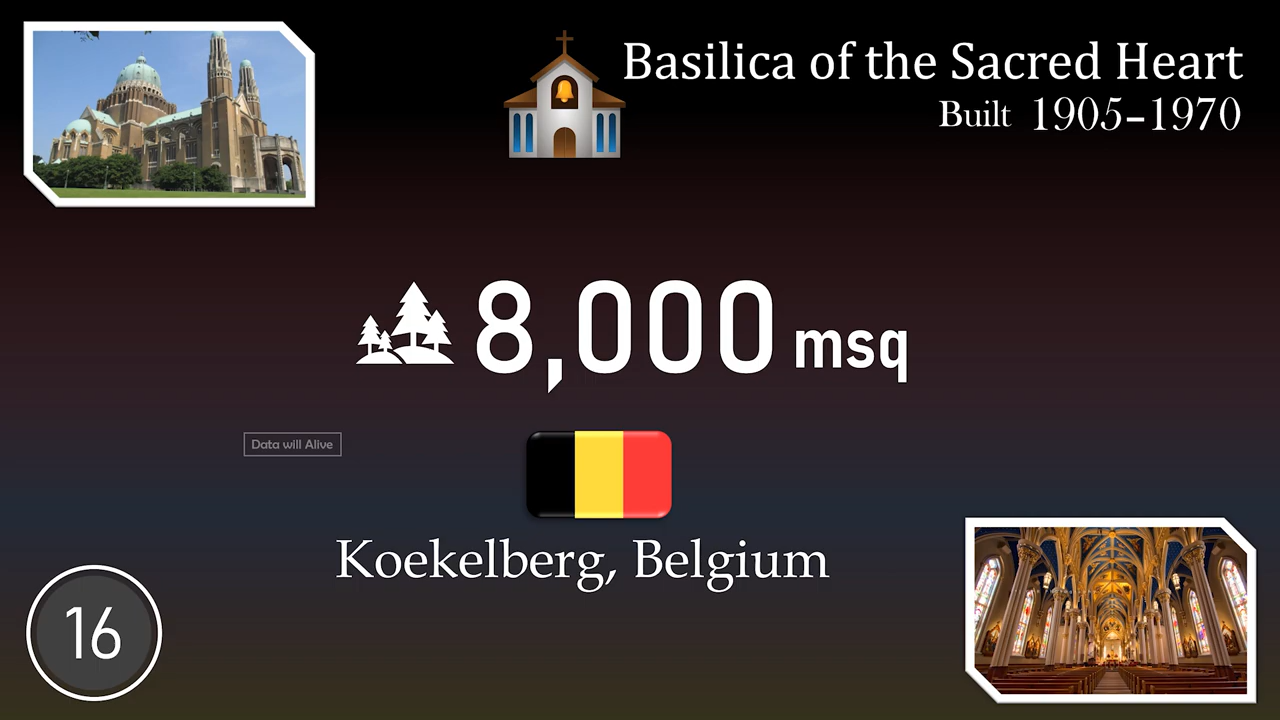 Basilica of the Sacred Heart
Built 1905–1970
8,000 msq
Data will Alive
Koekelberg, Belgium
16